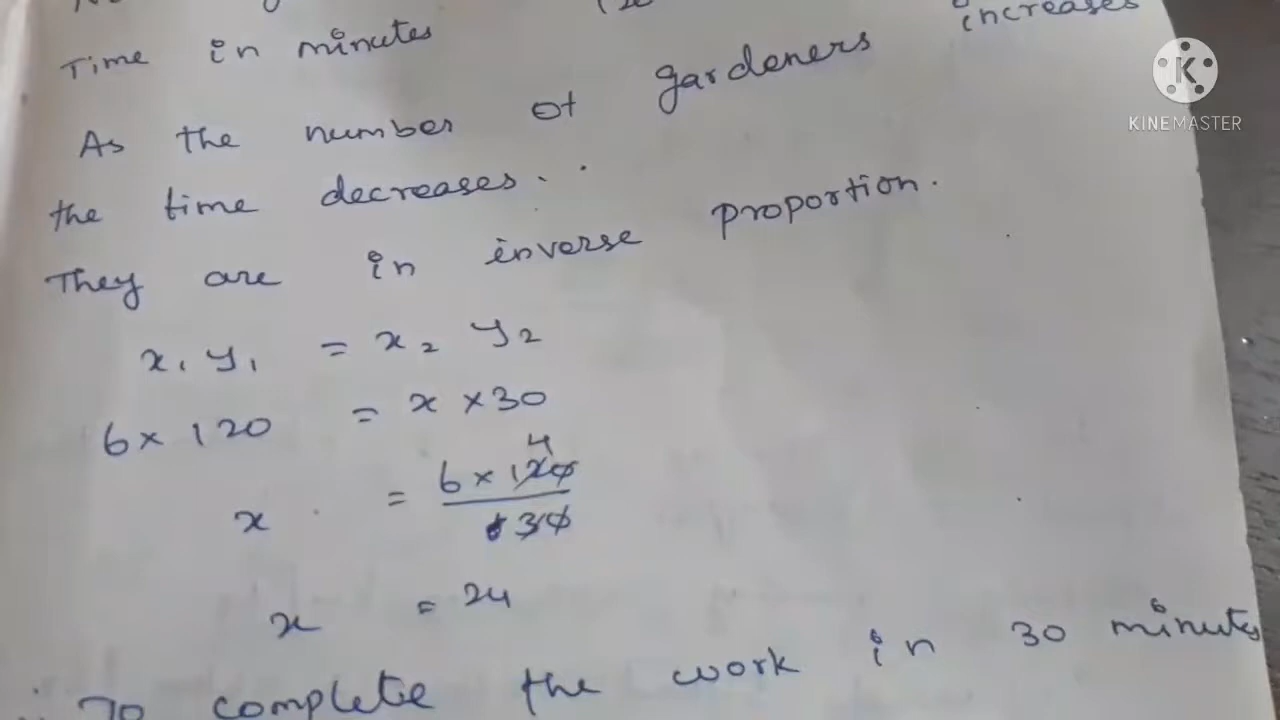 Time in minutes
As the number of gardeners increases
the time decreases.
They are in inverse proportion.
x₁ y₁ = x₂ y₂
6 × 120 = x × 30
4
x = 6 × 120 / 30
x = 24
∴ To complete the work in 30 minutes
K
KINEMASTER